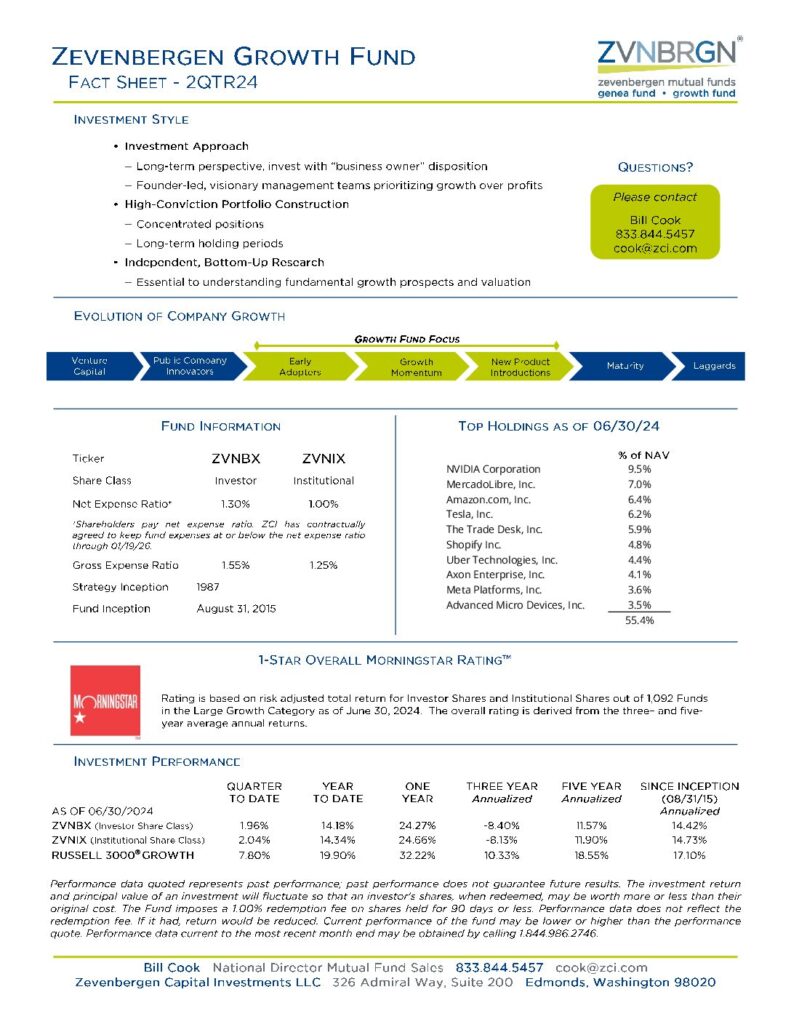 ZEVENBERGEN GROWTH FUND
FACT SHEET - 2QTR24
ZVNBRGN®
zevenbergen mutual funds
genea fund • growth fund
INVESTMENT STYLE
• Investment Approach
– Long-term perspective, invest with “business owner” disposition
– Founder-led, visionary management teams prioritizing growth over profits
• High-Conviction Portfolio Construction
– Concentrated positions
– Long-term holding periods
• Independent, Bottom-Up Research
– Essential to understanding fundamental growth prospects and valuation
QUESTIONS?
Please contact
Bill Cook
833.844.5457
cook@zci.com
EVOLUTION OF COMPANY GROWTH
GROWTH FUND FOCUS
Venture Capital
Public Company Innovators
Early Adopters
Growth Momentum
New Product Introductions
Maturity
Laggards
FUND INFORMATION
Ticker ZVNBX ZVNIX
Share Class Investor Institutional
Net Expense Ratio* 1.30% 1.00%
*Shareholders pay net expense ratio. ZCI has contractually
agreed to keep fund expenses at or below the net expense ratio
through 01/19/26.
Gross Expense Ratio 1.55% 1.25%
Strategy Inception 1987
Fund Inception August 31, 2015
TOP HOLDINGS AS OF 06/30/24
% of NAV
NVIDIA Corporation 9.5%
MercadoLibre, Inc. 7.0%
Amazon.com, Inc. 6.4%
Tesla, Inc. 6.2%
The Trade Desk, Inc. 5.9%
Shopify Inc. 4.8%
Uber Technologies, Inc. 4.4%
Axon Enterprise, Inc. 4.1%
Meta Platforms, Inc. 3.6%
Advanced Micro Devices, Inc. 3.5%
55.4%
1-STAR OVERALL MORNINGSTAR RATING™
MORNINGSTAR
Rating is based on risk adjusted total return for Investor Shares and Institutional Shares out of 1,092 Funds
in the Large Growth Category as of June 30, 2024. The overall rating is derived from the three– and five-
year average annual returns.
INVESTMENT PERFORMANCE
QUARTER YEAR ONE THREE YEAR FIVE YEAR SINCE INCEPTION
TO DATE TO DATE YEAR Annualized Annualized (08/31/15)
AS OF 06/30/2024 Annualized
ZVNBX (Investor Share Class) 1.96% 14.18% 24.27% -8.40% 11.57% 14.42%
ZVNIX (Institutional Share Class) 2.04% 14.34% 24.66% -8.13% 11.90% 14.73%
RUSSELL 3000® GROWTH 7.80% 19.90% 32.22% 10.33% 18.55% 17.10%
Performance data quoted represents past performance; past performance does not guarantee future results. The investment return
and principal value of an investment will fluctuate so that an investor's shares, when redeemed, may be worth more or less than their
original cost. The Fund imposes a 1.00% redemption fee on shares held for 90 days or less. Performance data does not reflect the
redemption fee. If it had, return would be reduced. Current performance of the fund may be lower or higher than the performance
quote. Performance data current to the most recent month end may be obtained by calling 1.844.986.2746.
Bill Cook National Director Mutual Fund Sales 833.844.5457 cook@zci.com
Zevenbergen Capital Investments LLC 326 Admiral Way, Suite 200 Edmonds, Washington 98020